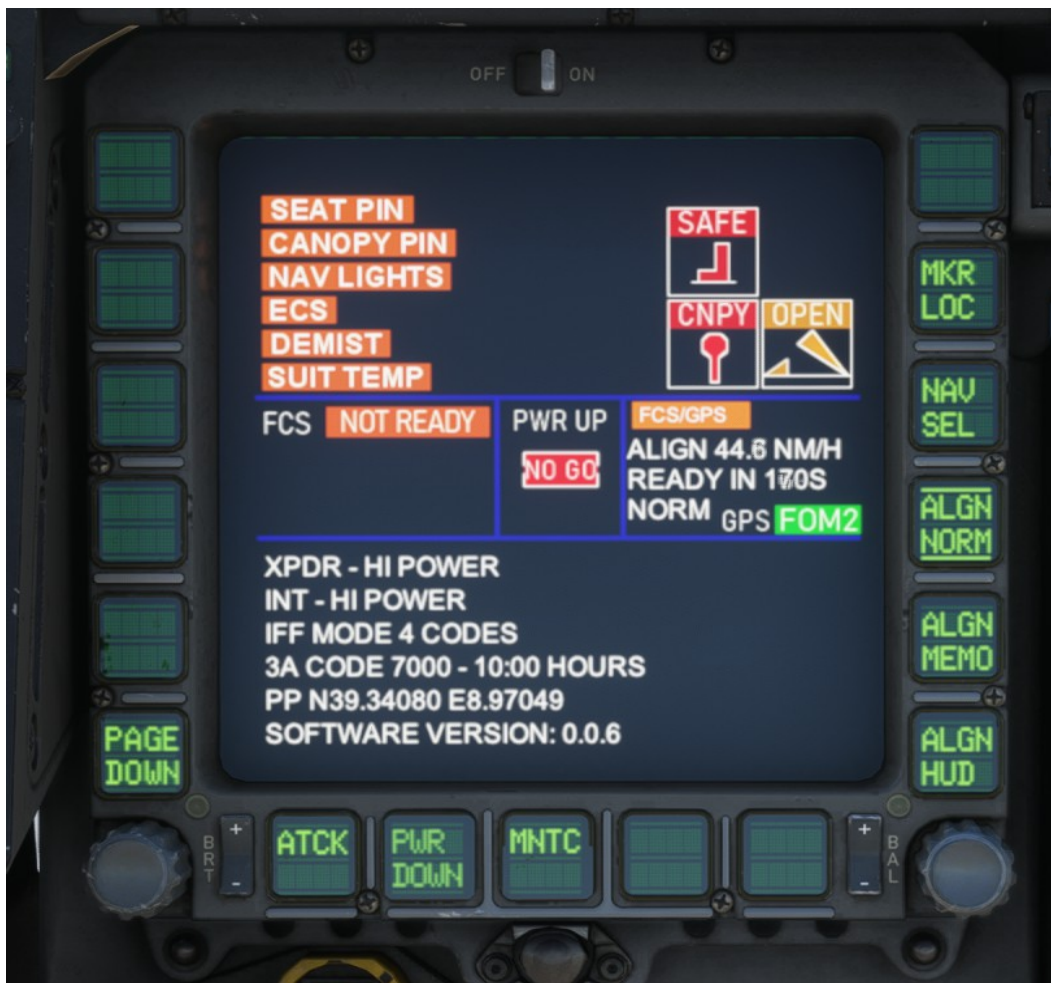 OFF ON
SEAT PIN
CANOPY PIN
NAV LIGHTS
ECS
DEMIST
SUIT TEMP
SAFE
CNPY OPEN
FCS NOT READY
PWR UP
NO GO
FCS/GPS
ALIGN 44.6 NM/H
READY IN 170S
NORM GPS FOM2
XPDR - HI POWER
INT - HI POWER
IFF MODE 4 CODES
3A CODE 7000 - 10:00 HOURS
PP N39.34080 E8.97049
SOFTWARE VERSION: 0.0.6
MKR
LOC
NAV
SEL
ALGN
NORM
ALGN
MEMO
ALGN
HUD
PAGE
DOWN
BRT
+
-
ATCK
PWR
DOWN
MNTC
+
-
BAL